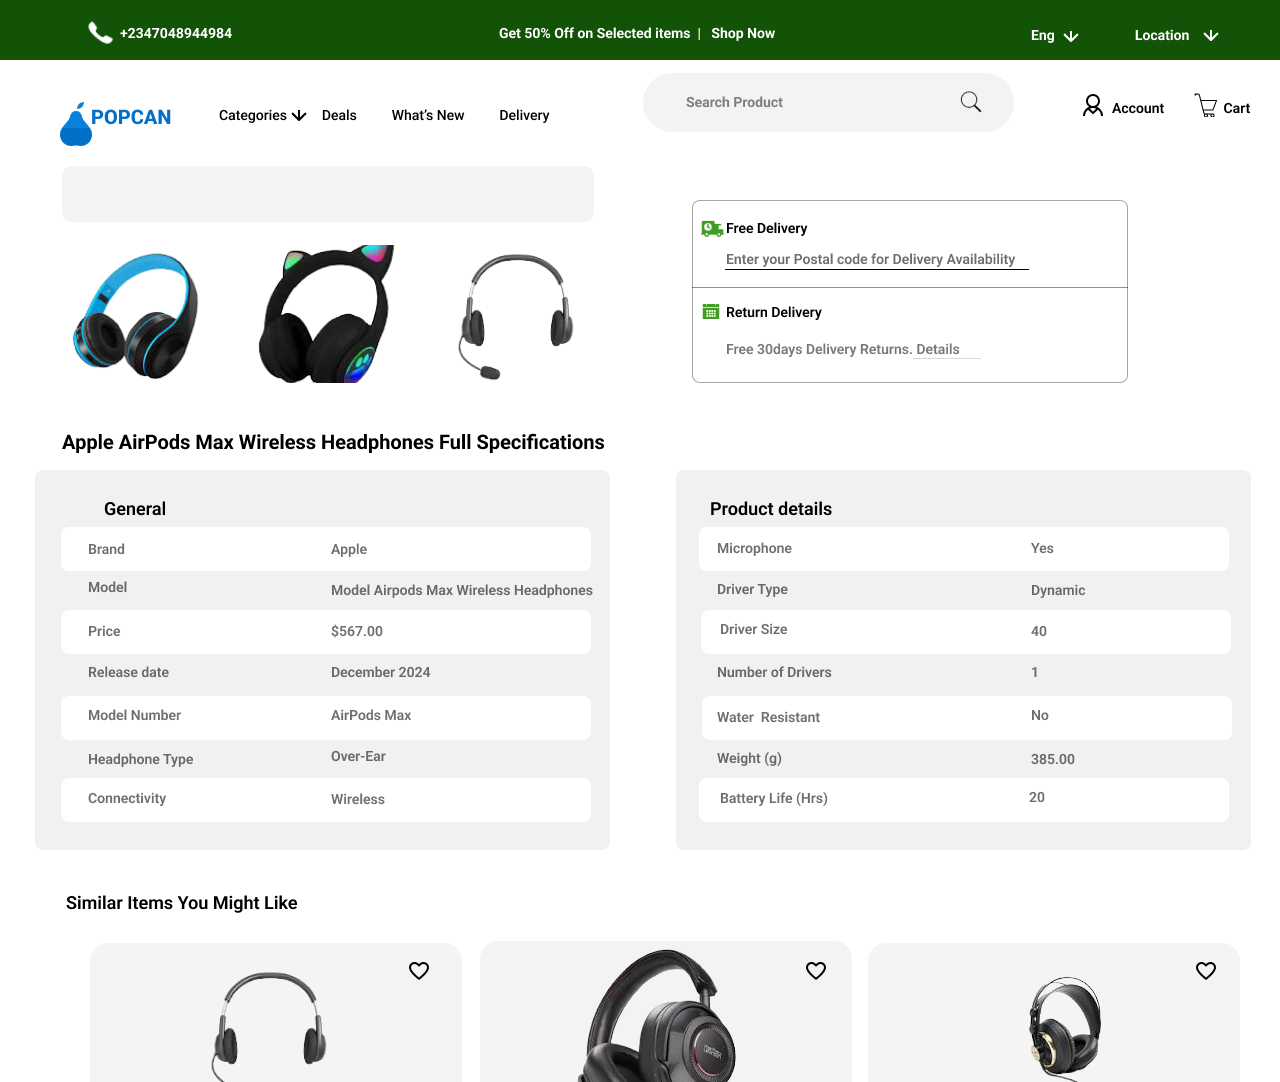 +2347048944984
Get 50% Off on Selected items | Shop Now
Eng
Location
POPCAN
Categories
Deals
What's New
Delivery
Search Product
Account
Cart
Free Delivery
Enter your Postal code for Delivery Availability
Return Delivery
Free 30days Delivery Returns. Details
Apple AirPods Max Wireless Headphones Full Specifications
General
Brand Apple
Model Model Airpods Max Wireless Headphones
Price $567.00
Release date December 2024
Model Number AirPods Max
Headphone Type Over-Ear
Connectivity Wireless
Product details
Microphone Yes
Driver Type Dynamic
Driver Size 40
Number of Drivers 1
Water Resistant No
Weight (g) 385.00
Battery Life (Hrs) 20
Similar Items You Might Like